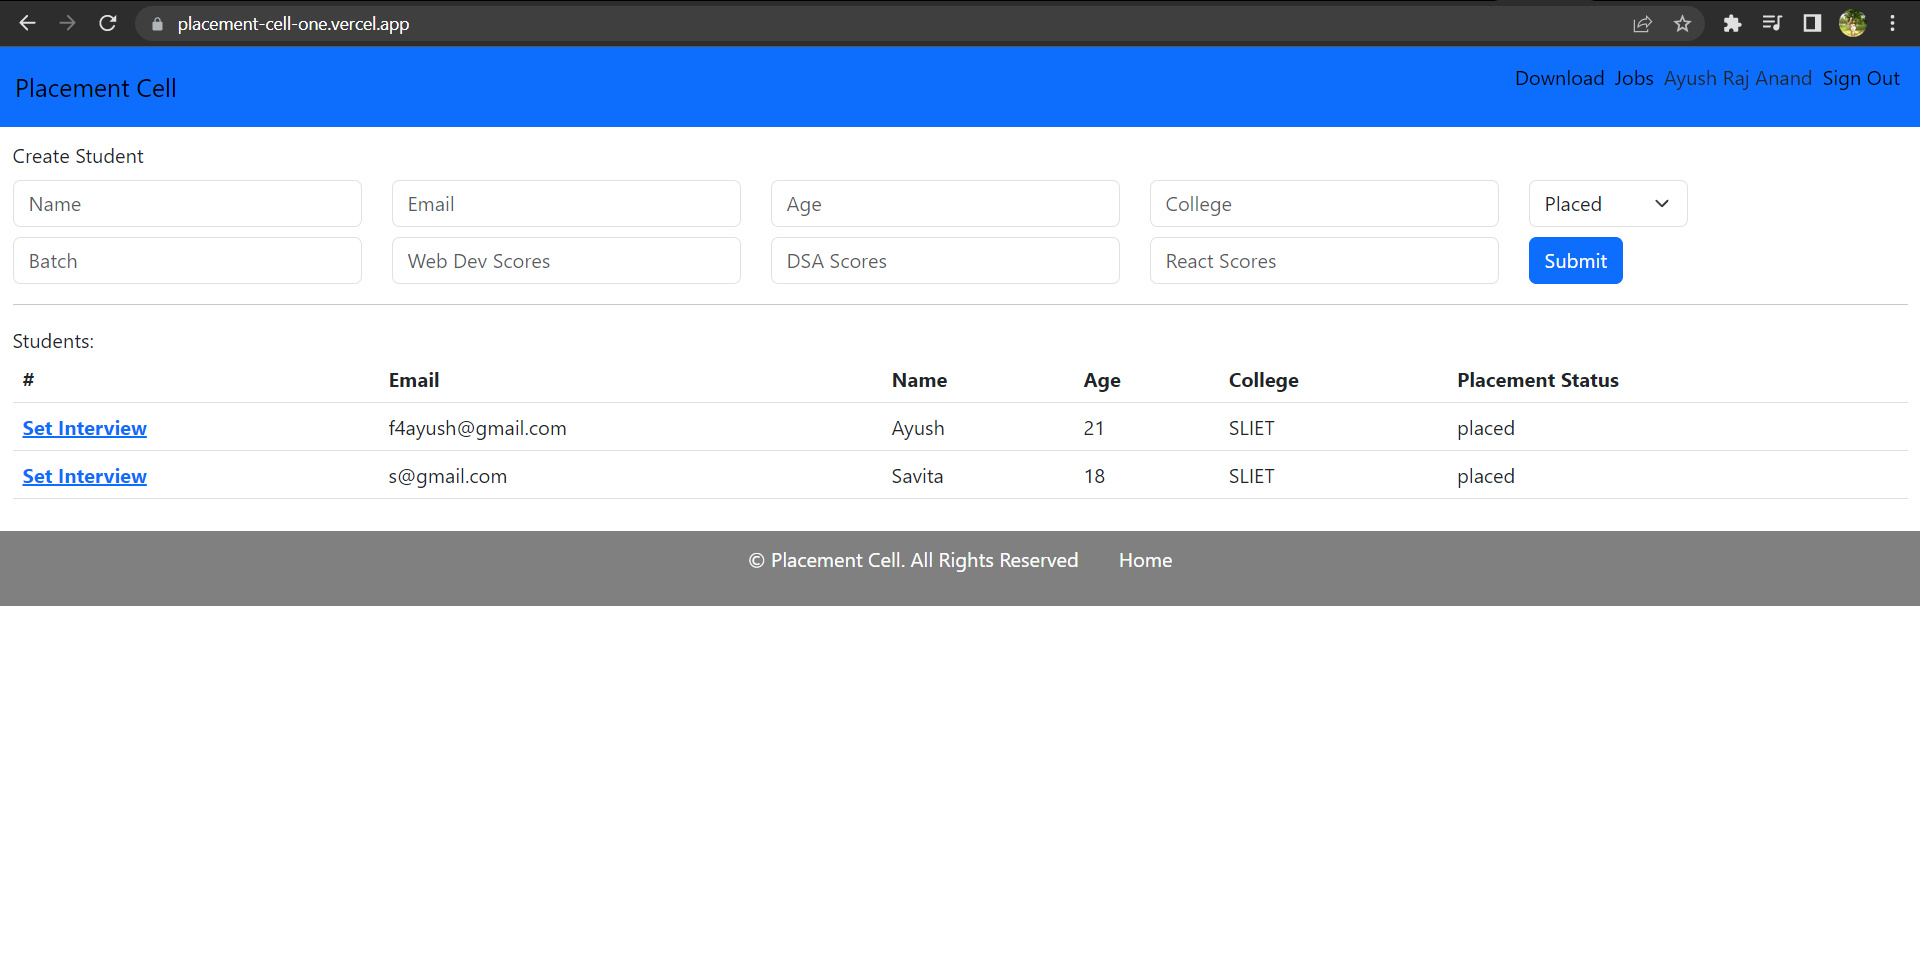 placement-cell-one.vercel.app
Placement Cell
Download Jobs Ayush Raj Anand Sign Out
Create Student
Name Email Age College Placed
Batch Web Dev Scores DSA Scores React Scores Submit
Students:
# Email Name Age College Placement Status
Set Interview f4ayush@gmail.com Ayush 21 SLIET placed
Set Interview s@gmail.com Savita 18 SLIET placed
© Placement Cell. All Rights Reserved Home